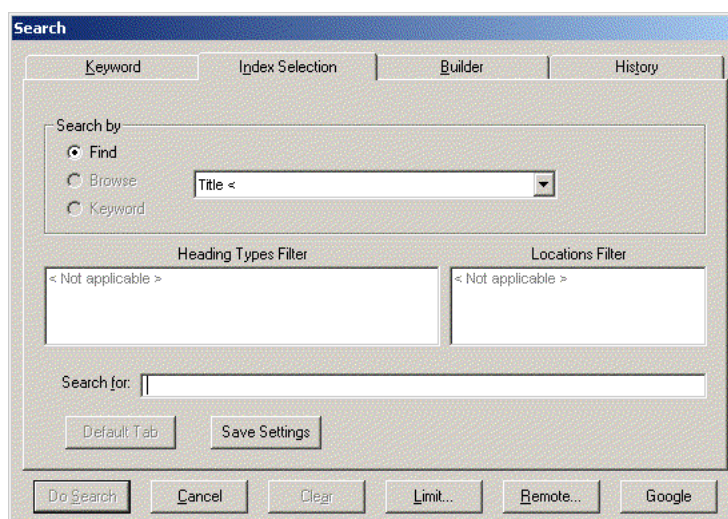 Search
Keyword Index Selection Builder History
Search by
Find
Browse Title <
Keyword
Heading Types Filter Locations Filter
< Not applicable > < Not applicable >
Search for:
Default Tab Save Settings
Do Search Cancel Clear Limit... Remote... Google